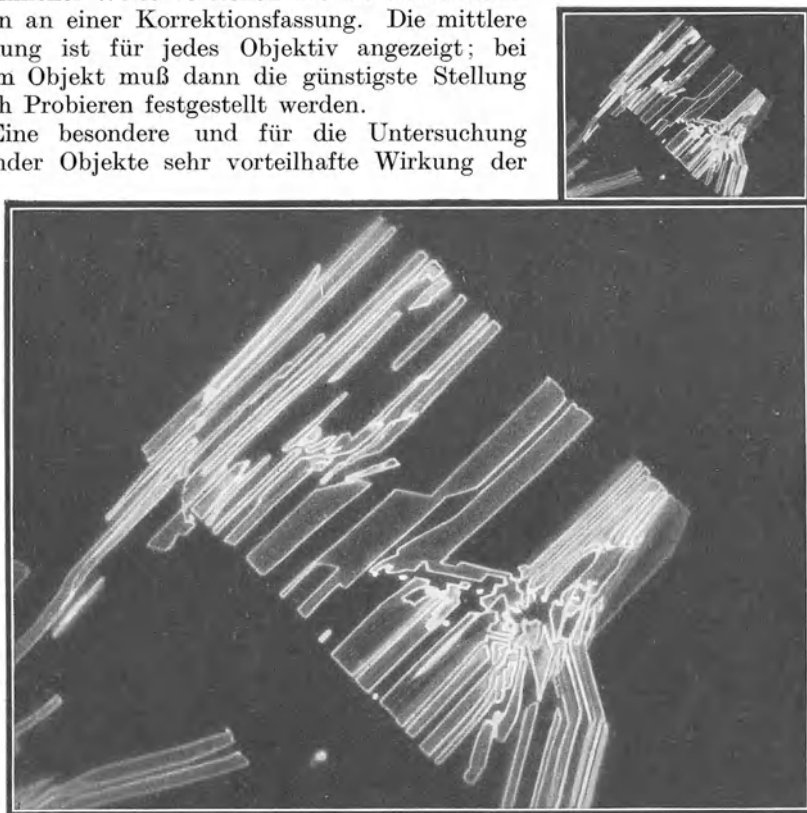 n an einer Korrektionsfassung. Die mittlere
ung ist für jedes Objektiv angezeigt; bei
m Objekt muß dann die günstigste Stellung
h Probieren festgestellt werden.
Eine besondere und für die Untersuchung
nder Objekte sehr vorteilhafte Wirkung der